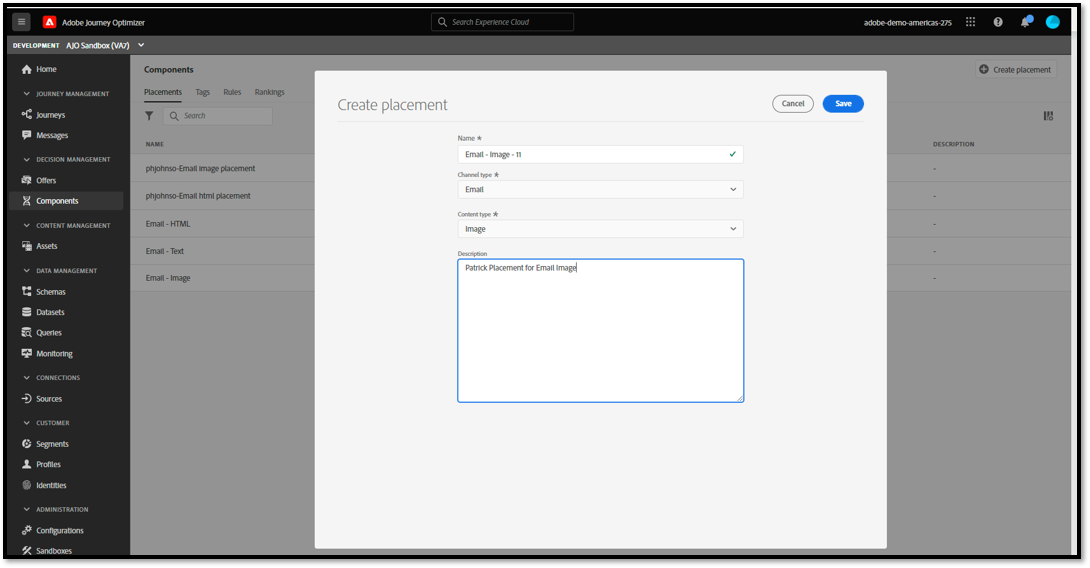 Adobe Journey Optimizer
Search Experience Cloud
adobe-demo-americas-275
DEVELOPMENT AJO Sandbox (VA7)
Home
JOURNEY MANAGEMENT
Journeys
Messages
DECISION MANAGEMENT
Offers
Components
CONTENT MANAGEMENT
Assets
DATA MANAGEMENT
Schemas
Datasets
Queries
Monitoring
CONNECTIONS
Sources
CUSTOMER
Segments
Profiles
Identities
ADMINISTRATION
Configurations
Sandboxes
Components
Create placement
Placements Tags Rules Rankings
Search
NAME DESCRIPTION
phjohnso-Email image placement -
phjohnso-Email html placement -
Email - HTML -
Email - Text -
Email - Image -
Create placement
Cancel Save
Name *
Email - Image - 11
Channel type *
Email
Content type *
Image
Description
Patrick Placement for Email Image